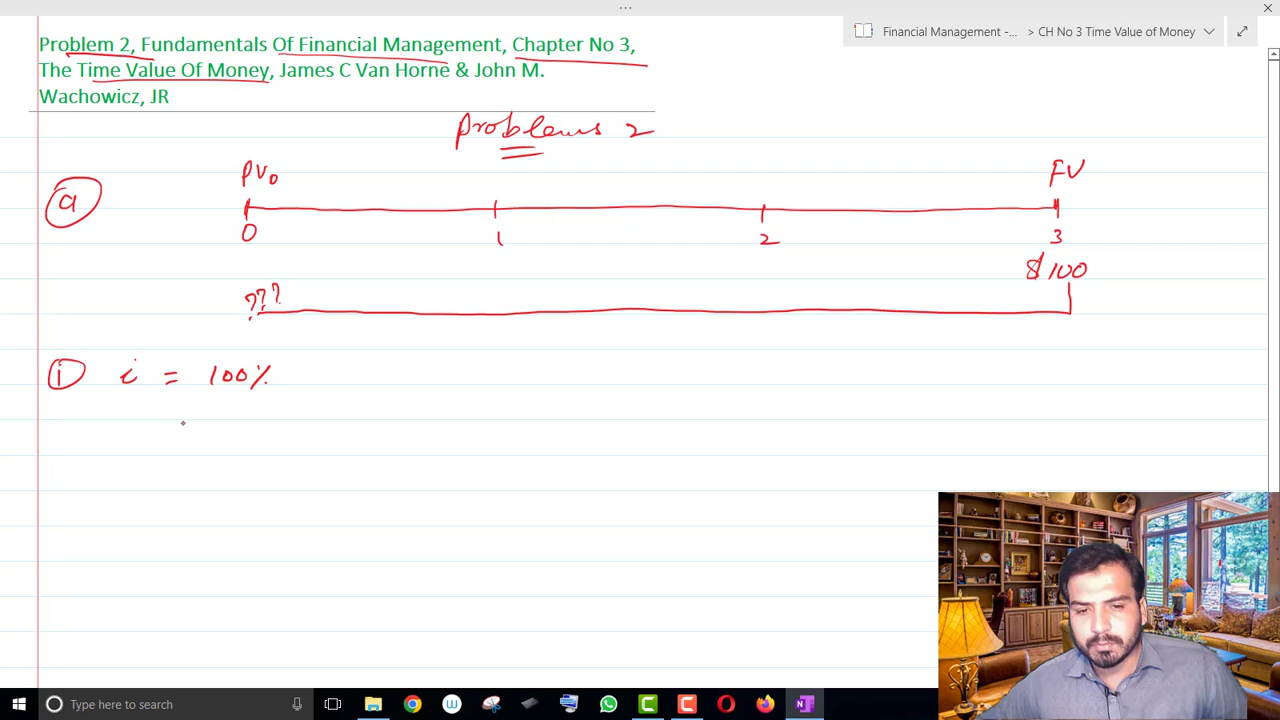 Financial Management -... > CH No 3 Time Value of Money
Problem 2, Fundamentals Of Financial Management, Chapter No 3,
The Time Value Of Money, James C Van Horne & John M.
Wachowicz, JR
Problems 2
PV₀ FV
a
0 1 2 3
$100
???
i i = 100%
Type here to search